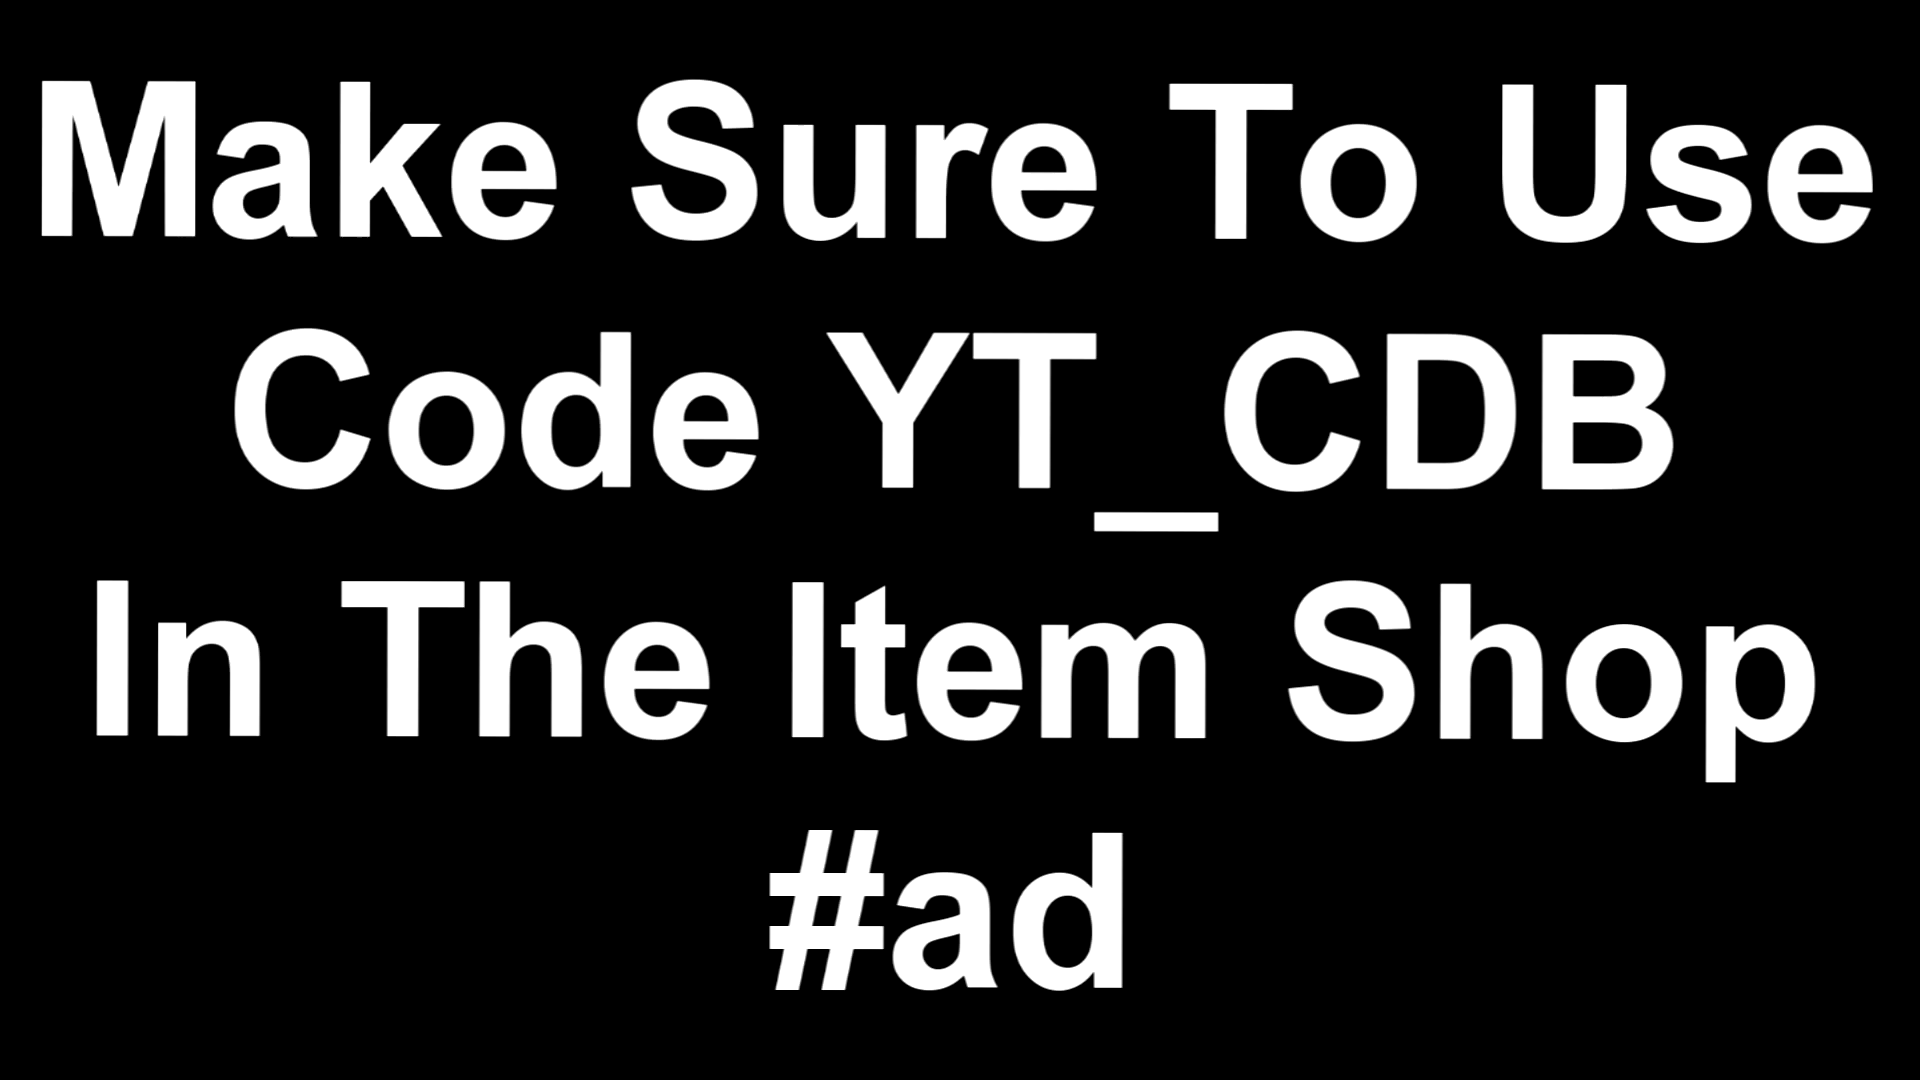 Make Sure To Use
Code YT_CDB
In The Item Shop
#ad